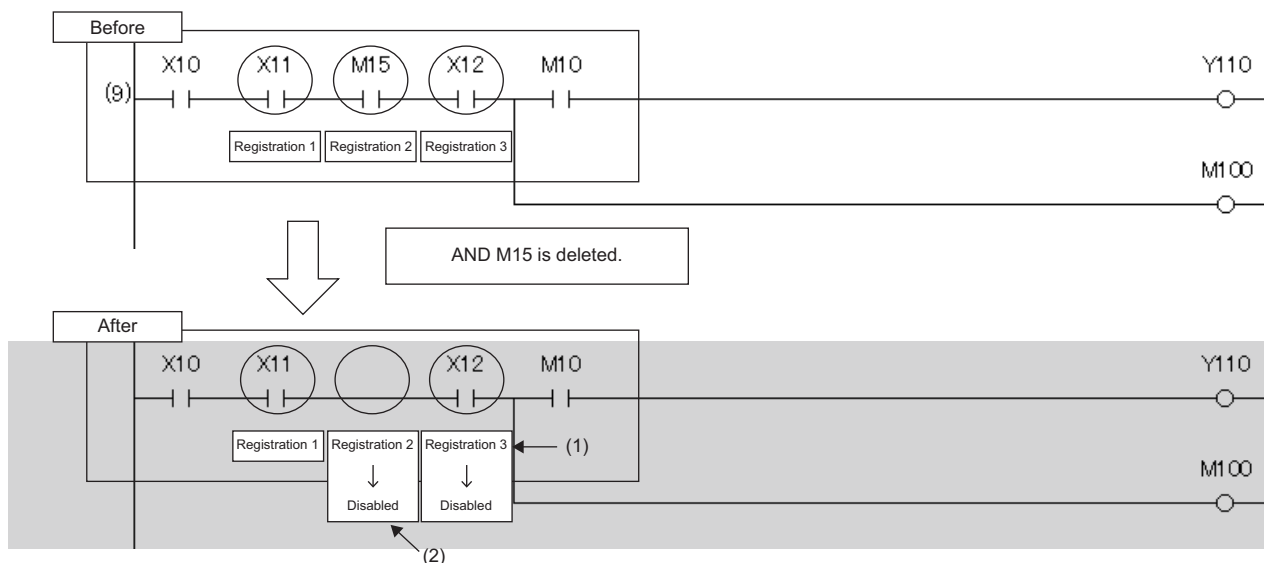 Before
X10 X11 M15 X12 M10 Y110
(9)
Registration 1 Registration 2 Registration 3
M100
AND M15 is deleted.
After
X10 X11 X12 M10 Y110
Registration 1 Registration 2 Registration 3 (1)
↓ ↓
M100
Disabled Disabled
(2)